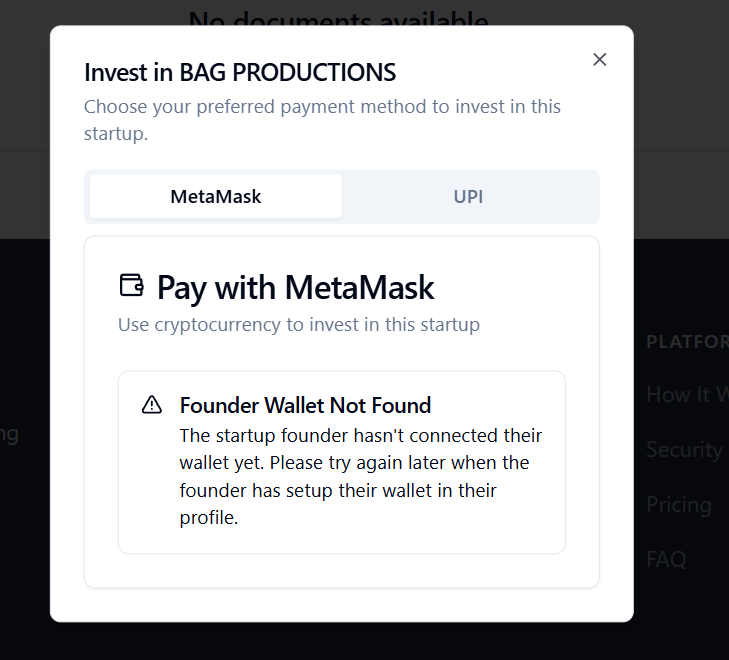 No documents available
Invest in BAG PRODUCTIONS
Choose your preferred payment method to invest in this
startup.
MetaMask
UPI
Pay with MetaMask
Use cryptocurrency to invest in this startup
Founder Wallet Not Found
The startup founder hasn't connected their
wallet yet. Please try again later when the
founder has setup their wallet in their
profile.
ng
PLATFOR
How It W
Security
Pricing
FAQ